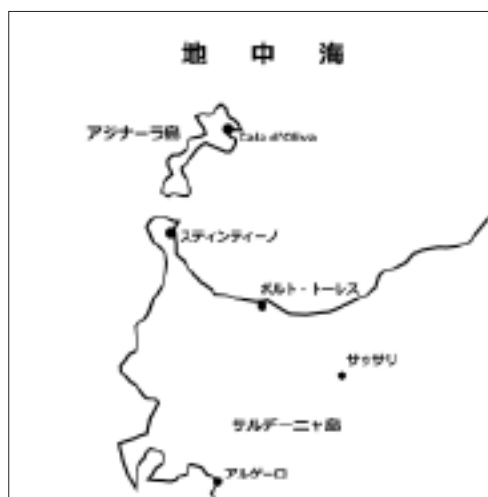 地中海
アジナーラ島
Cala d'Oliva
スティンティーノ
ポルト・トーレス
サッサリ
サルデーニャ島
アルゲーロ